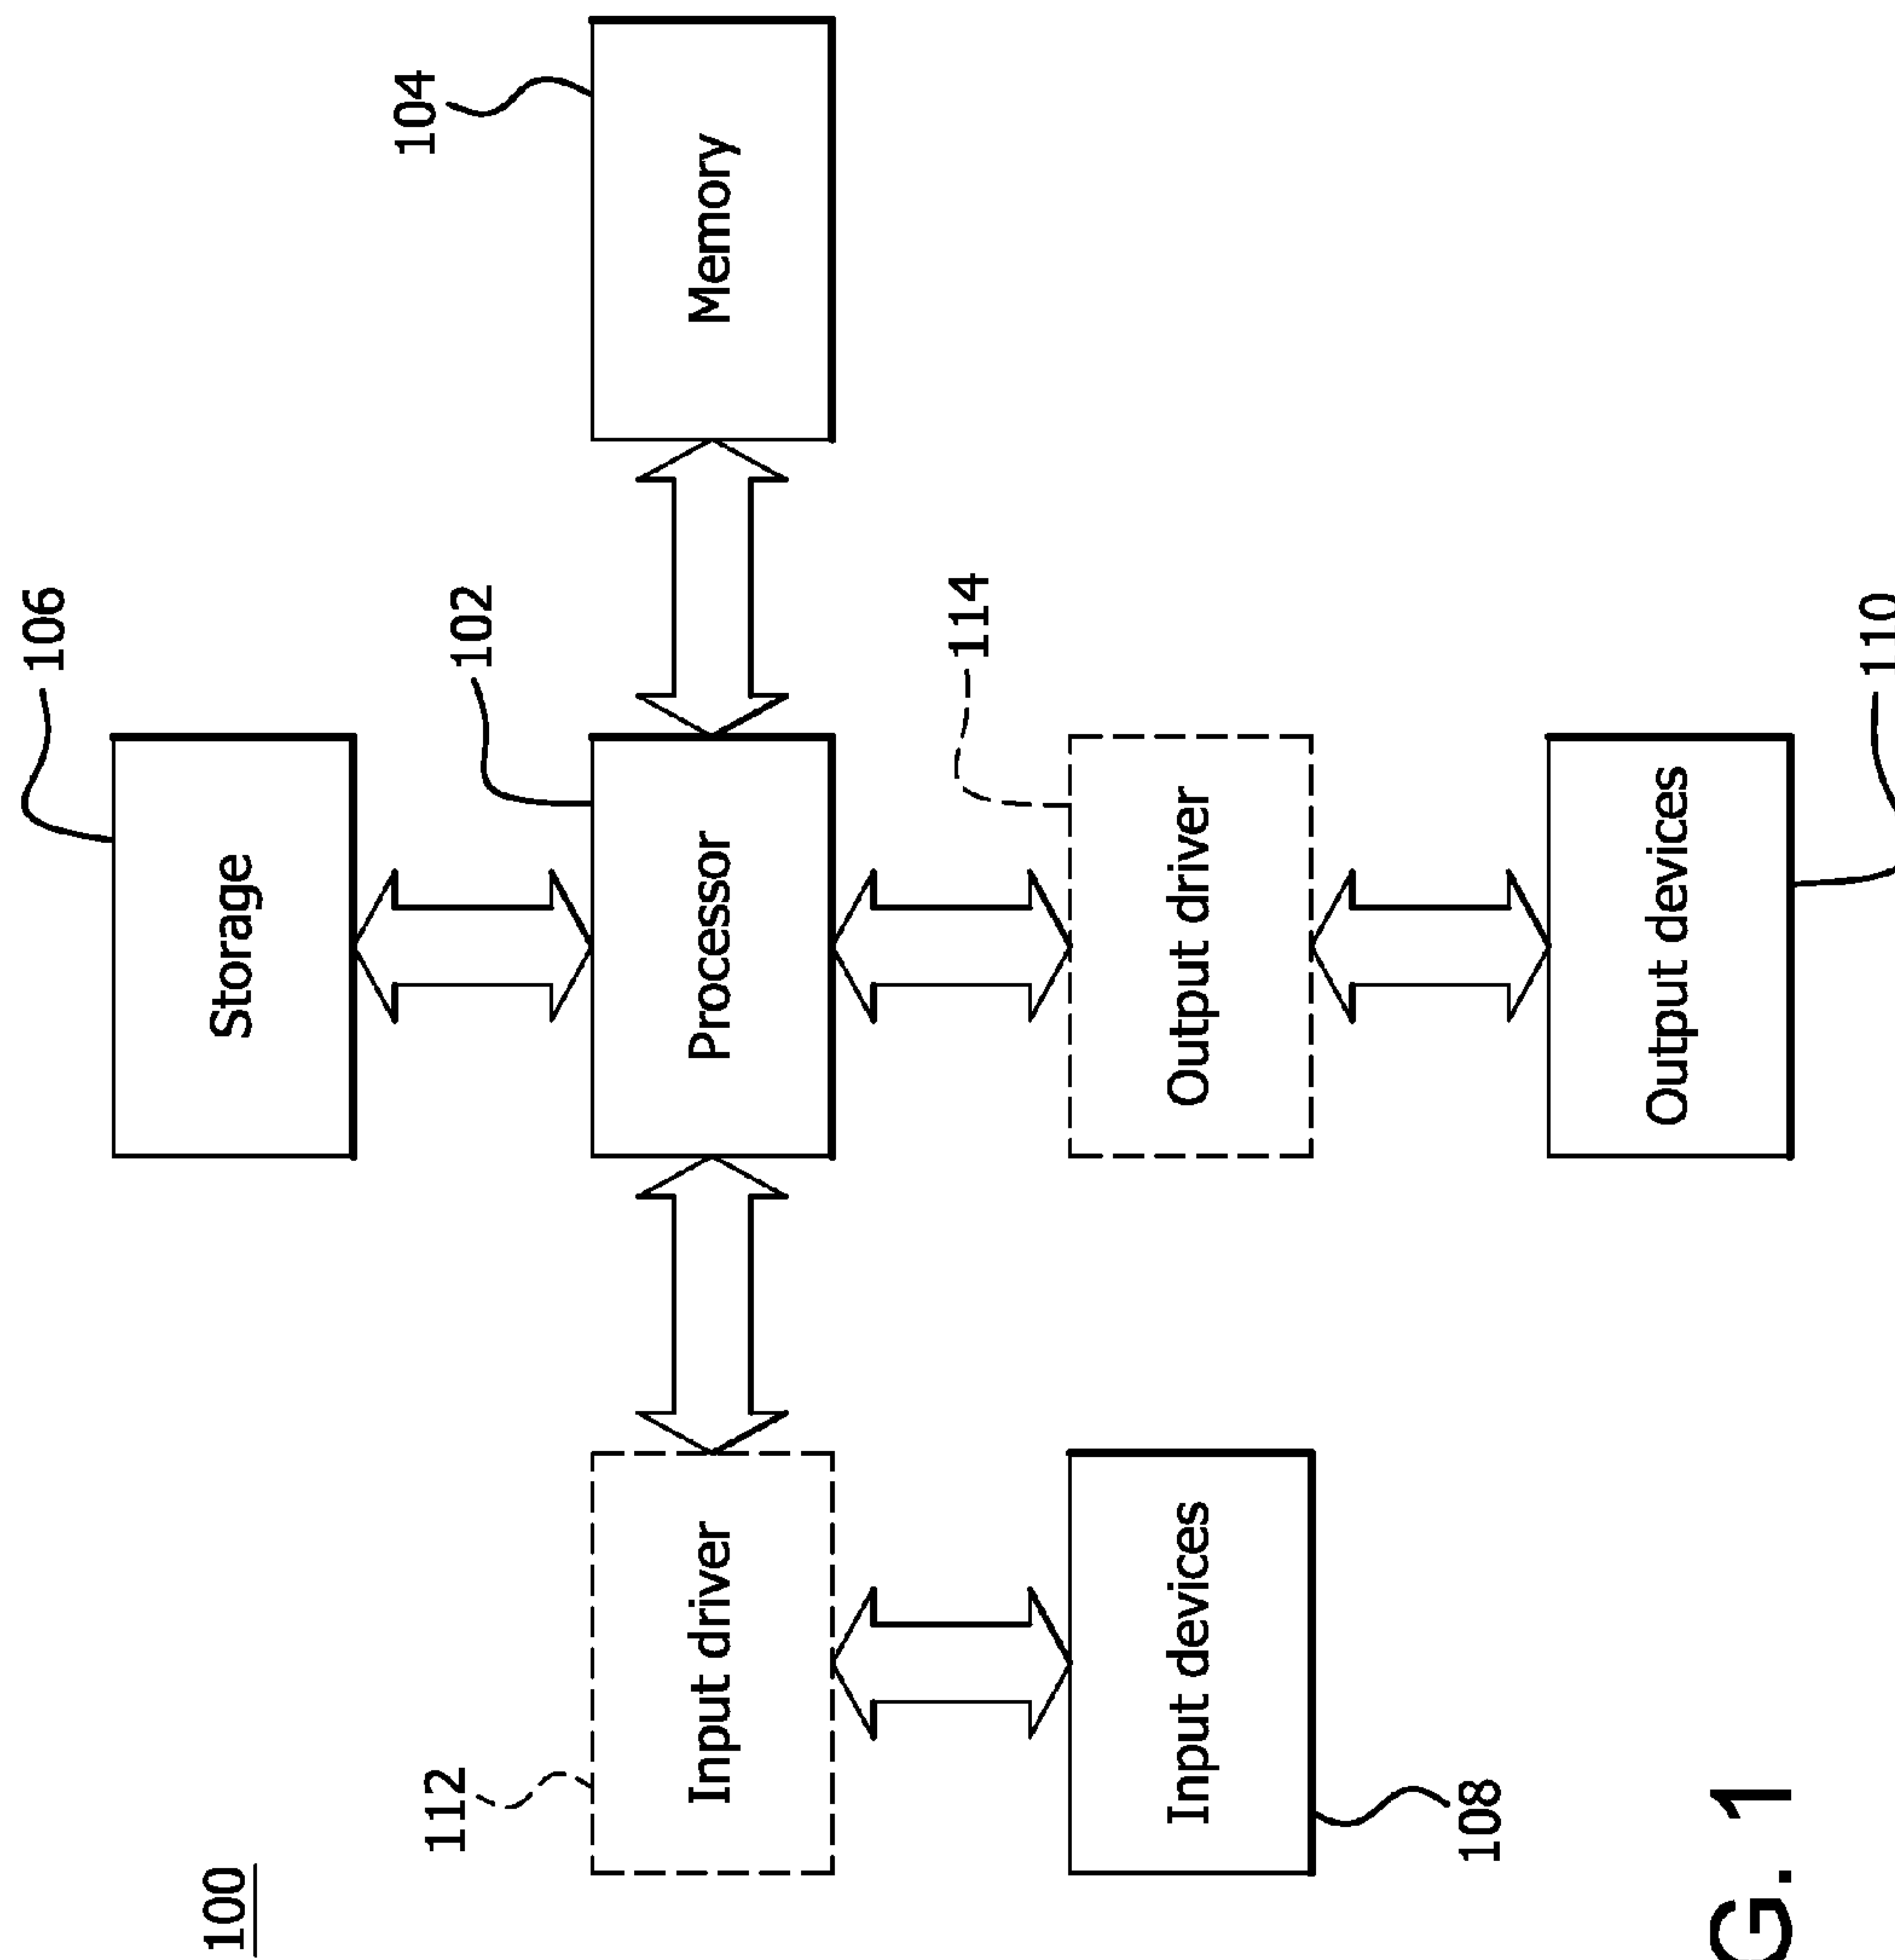 106
100
Storage
104
112
102
Input driver
Processor
Memory
114
Input devices
Output driver
108
Output devices
G. 1
110